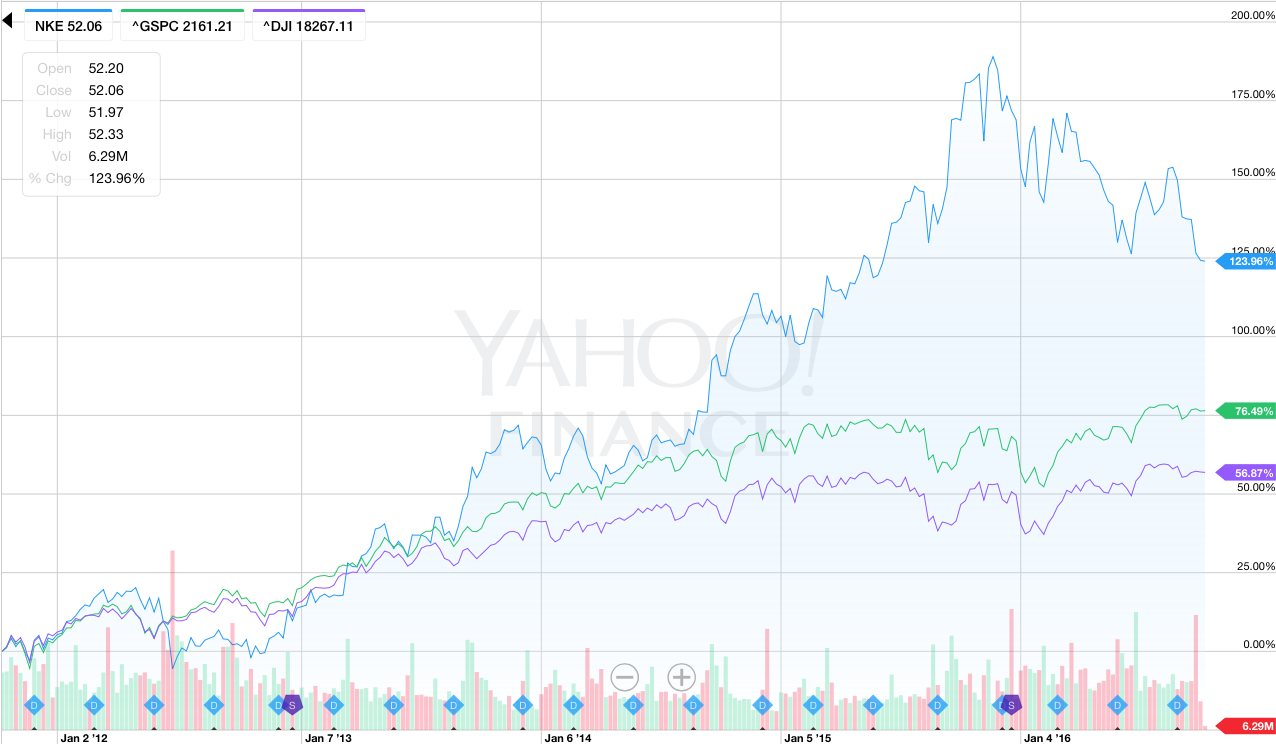 NKE 52.06 ^GSPC 2161.21 ^DJI 18267.11
Open 52.20
Close 52.06
Low 51.97
High 52.33
Vol 6.29M
% Chg 123.96%
200.00%
175.00%
150.00%
125.00%
123.96%
100.00%
76.49%
56.87%
50.00%
25.00%
0.00%
YAHOO!
FINANCE
D D D D D S D D D D D D D D D D D D S D D D
6.29M
Jan 2 '12 Jan 7 '13 Jan 6 '14 Jan 5 '15 Jan 4 '16